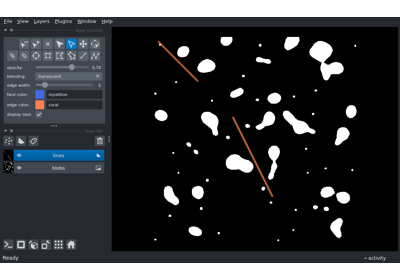 File View Layers Plugins Window Help
opacity: 0.70
blending: translucent
edge width: 5
face color: royalblue
edge color: coral
display text: ✓
lines
blobs
Ready
activity